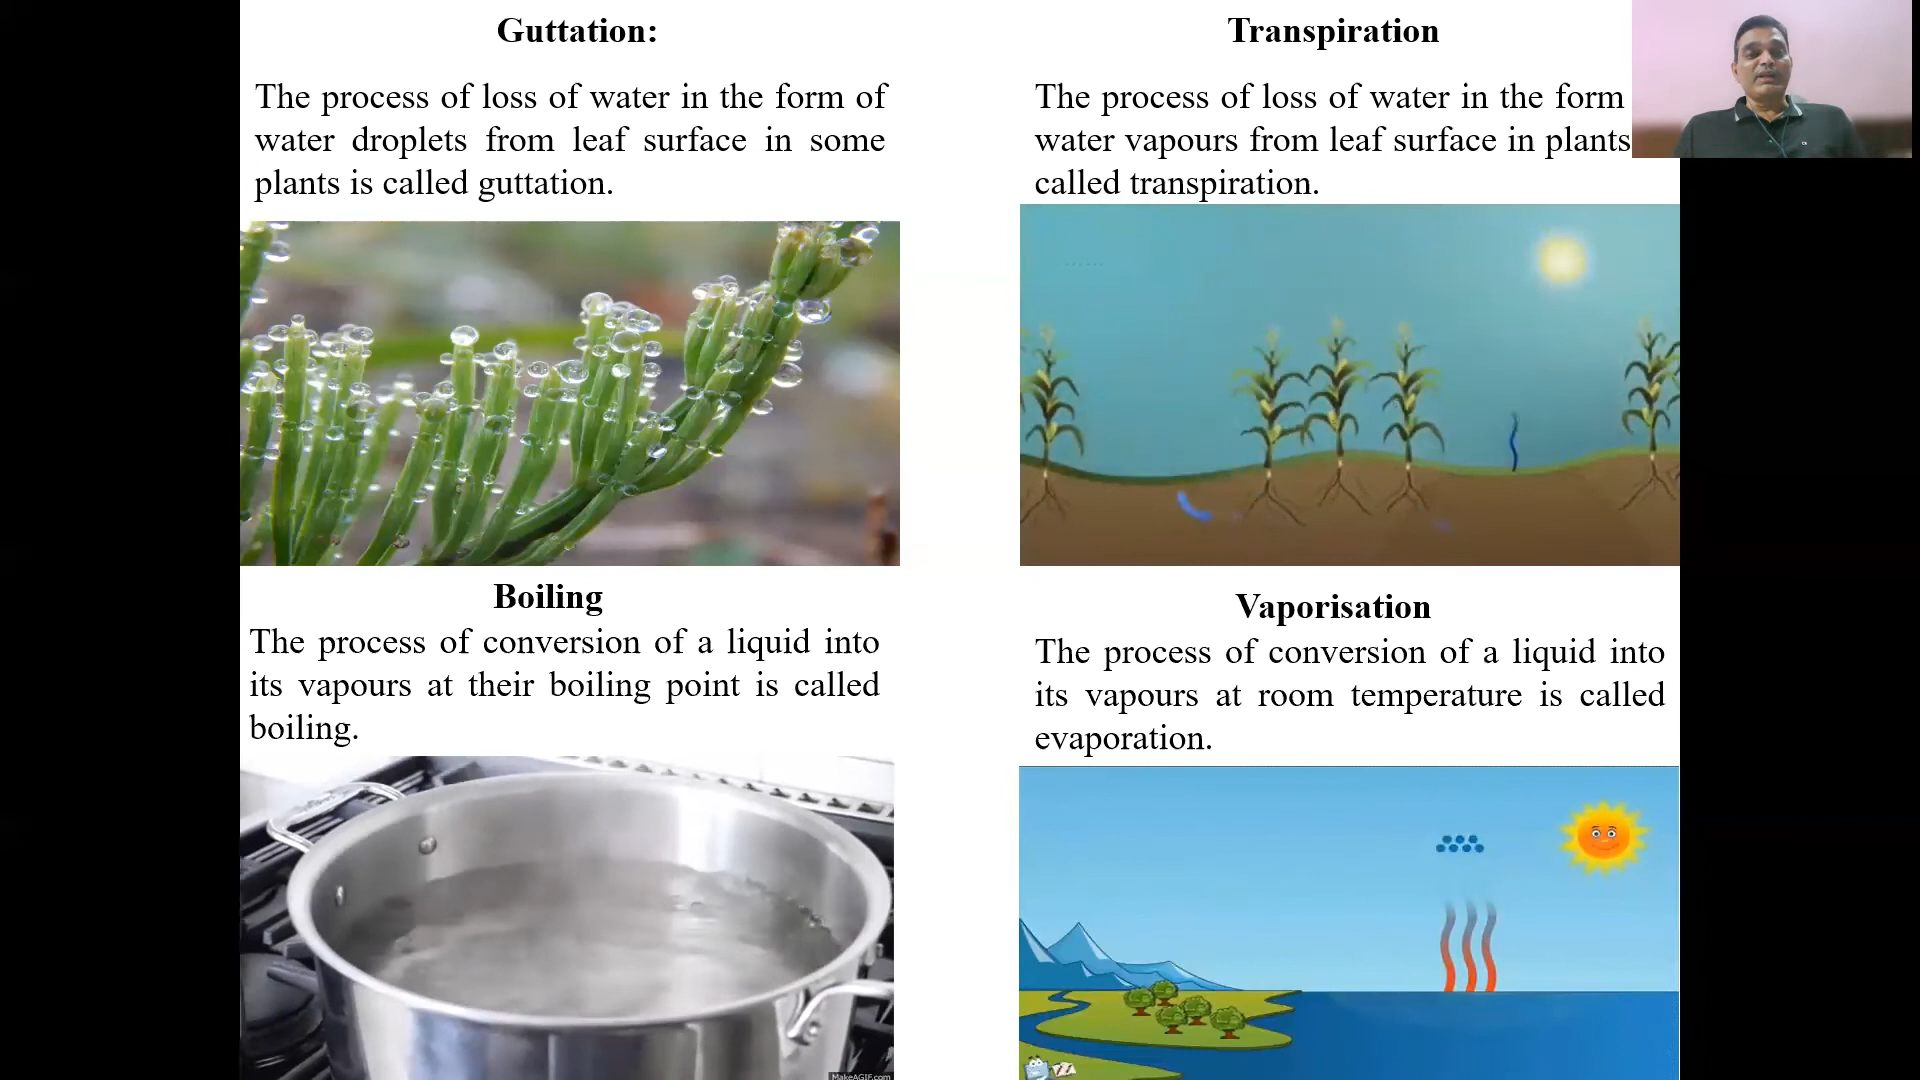 Guttation:
The process of loss of water in the form of
water droplets from leaf surface in some
plants is called guttation.
Transpiration
The process of loss of water in the form
water vapours from leaf surface in plants
called transpiration.
Boiling
The process of conversion of a liquid into
its vapours at their boiling point is called
boiling.
Vaporisation
The process of conversion of a liquid into
its vapours at room temperature is called
evaporation.
MakeAGIF.com